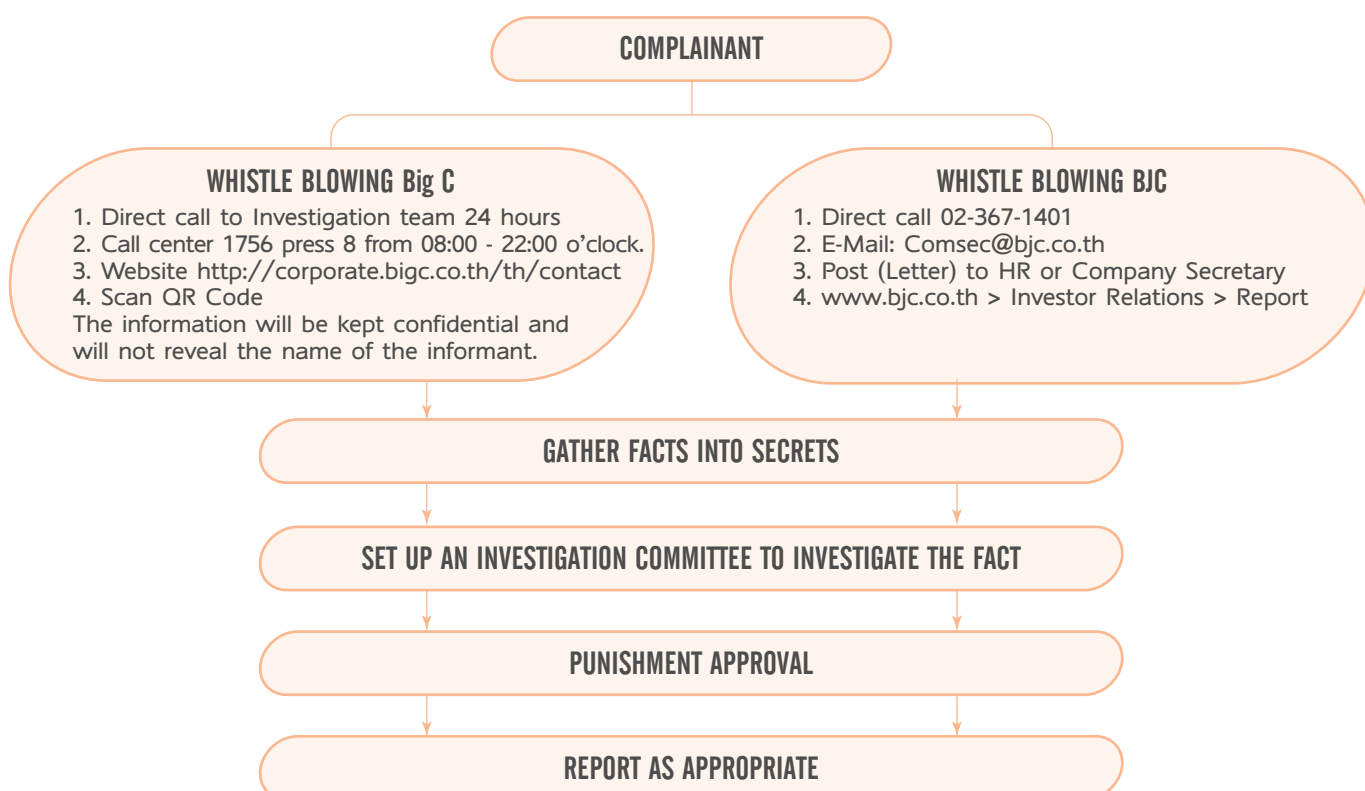 COMPLAINANT
WHISTLE BLOWING Big C
1. Direct call to Investigation team 24 hours
2. Call center 1756 press 8 from 08:00 - 22:00 o’clock.
3. Website http://corporate.bigc.co.th/th/contact
4. Scan QR Code
The information will be kept confidential and
will not reveal the name of the informant.
WHISTLE BLOWING BJC
1. Direct call 02-367-1401
2. E-Mail: Comsec@bjc.co.th
3. Post (Letter) to HR or Company Secretary
4. www.bjc.co.th > Investor Relations > Report
GATHER FACTS INTO SECRETS
SET UP AN INVESTIGATION COMMITTEE TO INVESTIGATE THE FACT
PUNISHMENT APPROVAL
REPORT AS APPROPRIATE